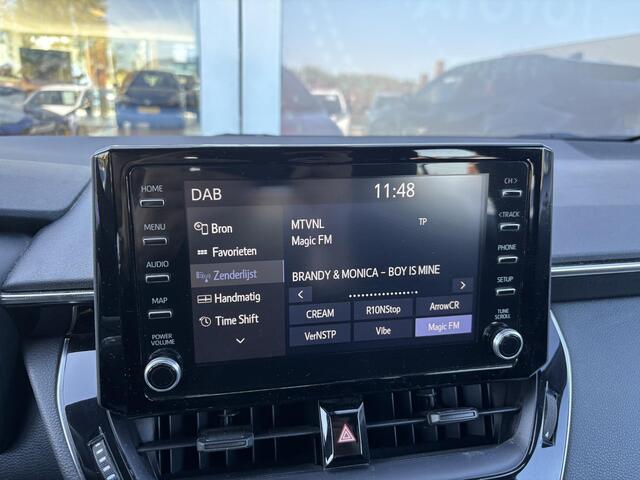 TOYOTA
DAB
11:48
HOME
MENU
AUDIO
MAP
POWER
VOLUME
Bron
Favorieten
Zenderlijst
Handmatig
Time Shift
MTVNL
TP
Magic FM
BRANDY & MONICA – BOY IS MINE
CREAM
R10NStop
ArrowCR
VerNSTP
Vibe
Magic FM
CH >
< TRACK
PHONE
SETUP
TUNE
SCROLL